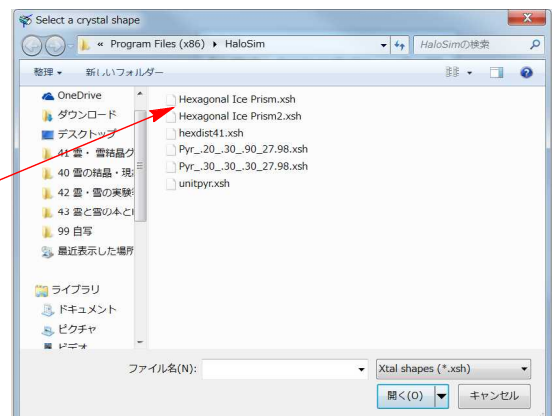 Select a crystal shape
« Program Files (x86) ▸ HaloSim
HaloSimの検索
整理 新しいフォルダー
OneDrive
ダウンロード
デスクトップ
41 雲・ 雪結晶グ
40 雪の結晶・現
42 雲・雪の実験
43 雲と雪の本と
99 自写
最近表示した場所
ライブラリ
ドキュメント
ピクチャ
ビデオ
Hexagonal Ice Prism.xsh
Hexagonal Ice Prism2.xsh
hexdist41.xsh
Pyr_.20_.30_.90_27.98.xsh
Pyr_.30_.30_.30_27.98.xsh
unitpyr.xsh
ファイル名(N):
Xtal shapes (*.xsh)
開く(O)
キャンセル